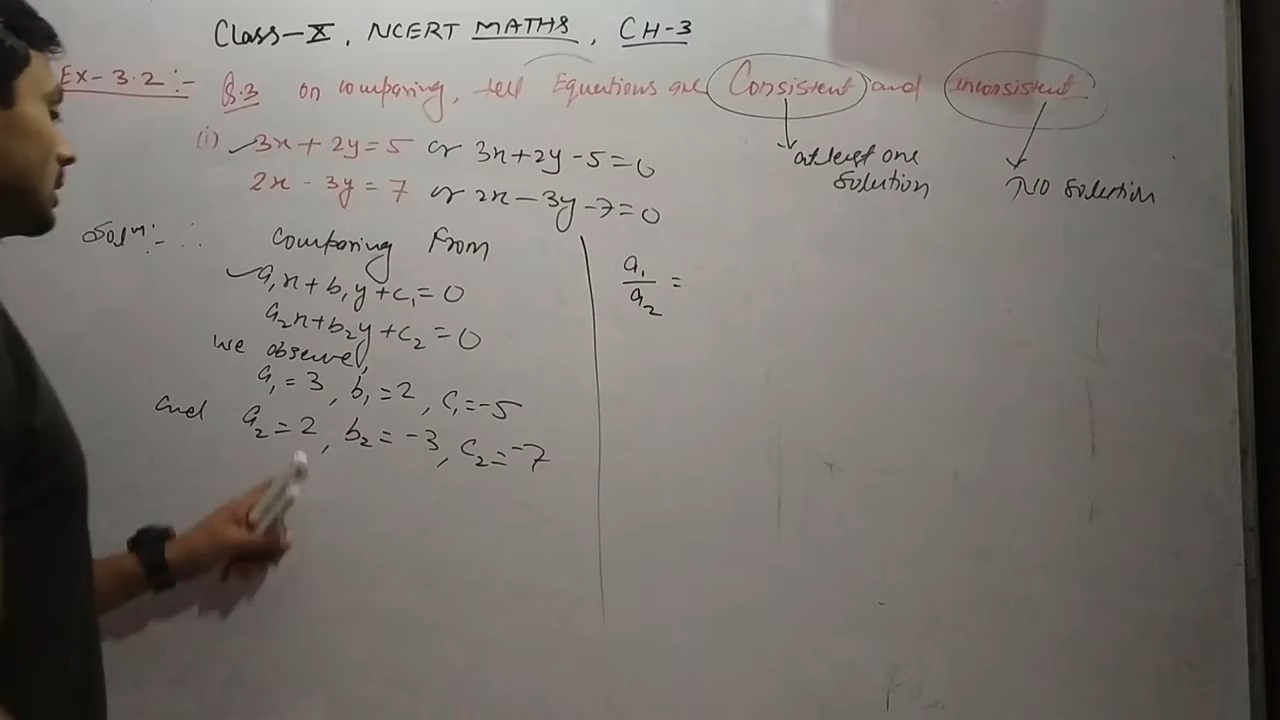 Class-X, NCERT MATHS, CH-3
Ex-3.2:- Q.3 on comparing, tell Equations are Consistent and inconsistent
(i) 3x + 2y = 5 or 3x+2y-5=0
at least one solution
No solution
2x - 3y = 7 or 2x-3y-7=0
Solⁿ:- ∴ Comparing From
a₁x + b₁y + c₁ = 0
a₂x + b₂y + c₂ = 0
we observe,
a₁ = 3, b₁ = 2, c₁ = -5
and a₂ = 2, b₂ = -3, c₂ = -7
a₁/a₂ =